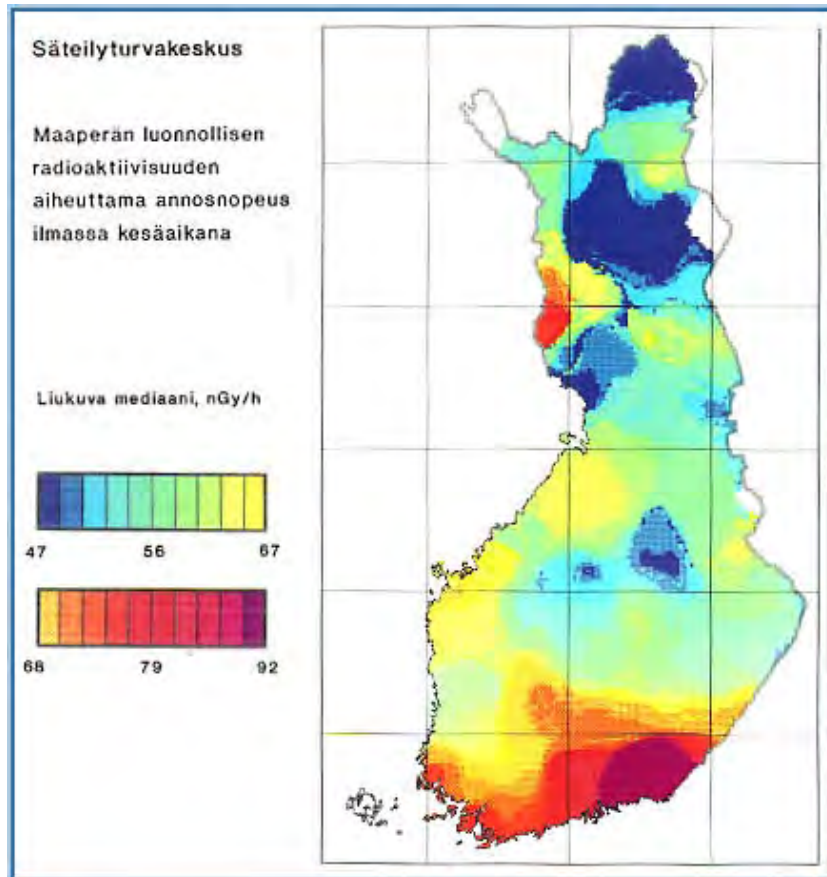 Säteilyturvakeskus
Maaperän luonnollisen
radioaktiivisuuden
aiheuttama annosnopeus
ilmassa kesäaikana
Liukuva mediaani, nGy/h
47 56 67
68 79 92